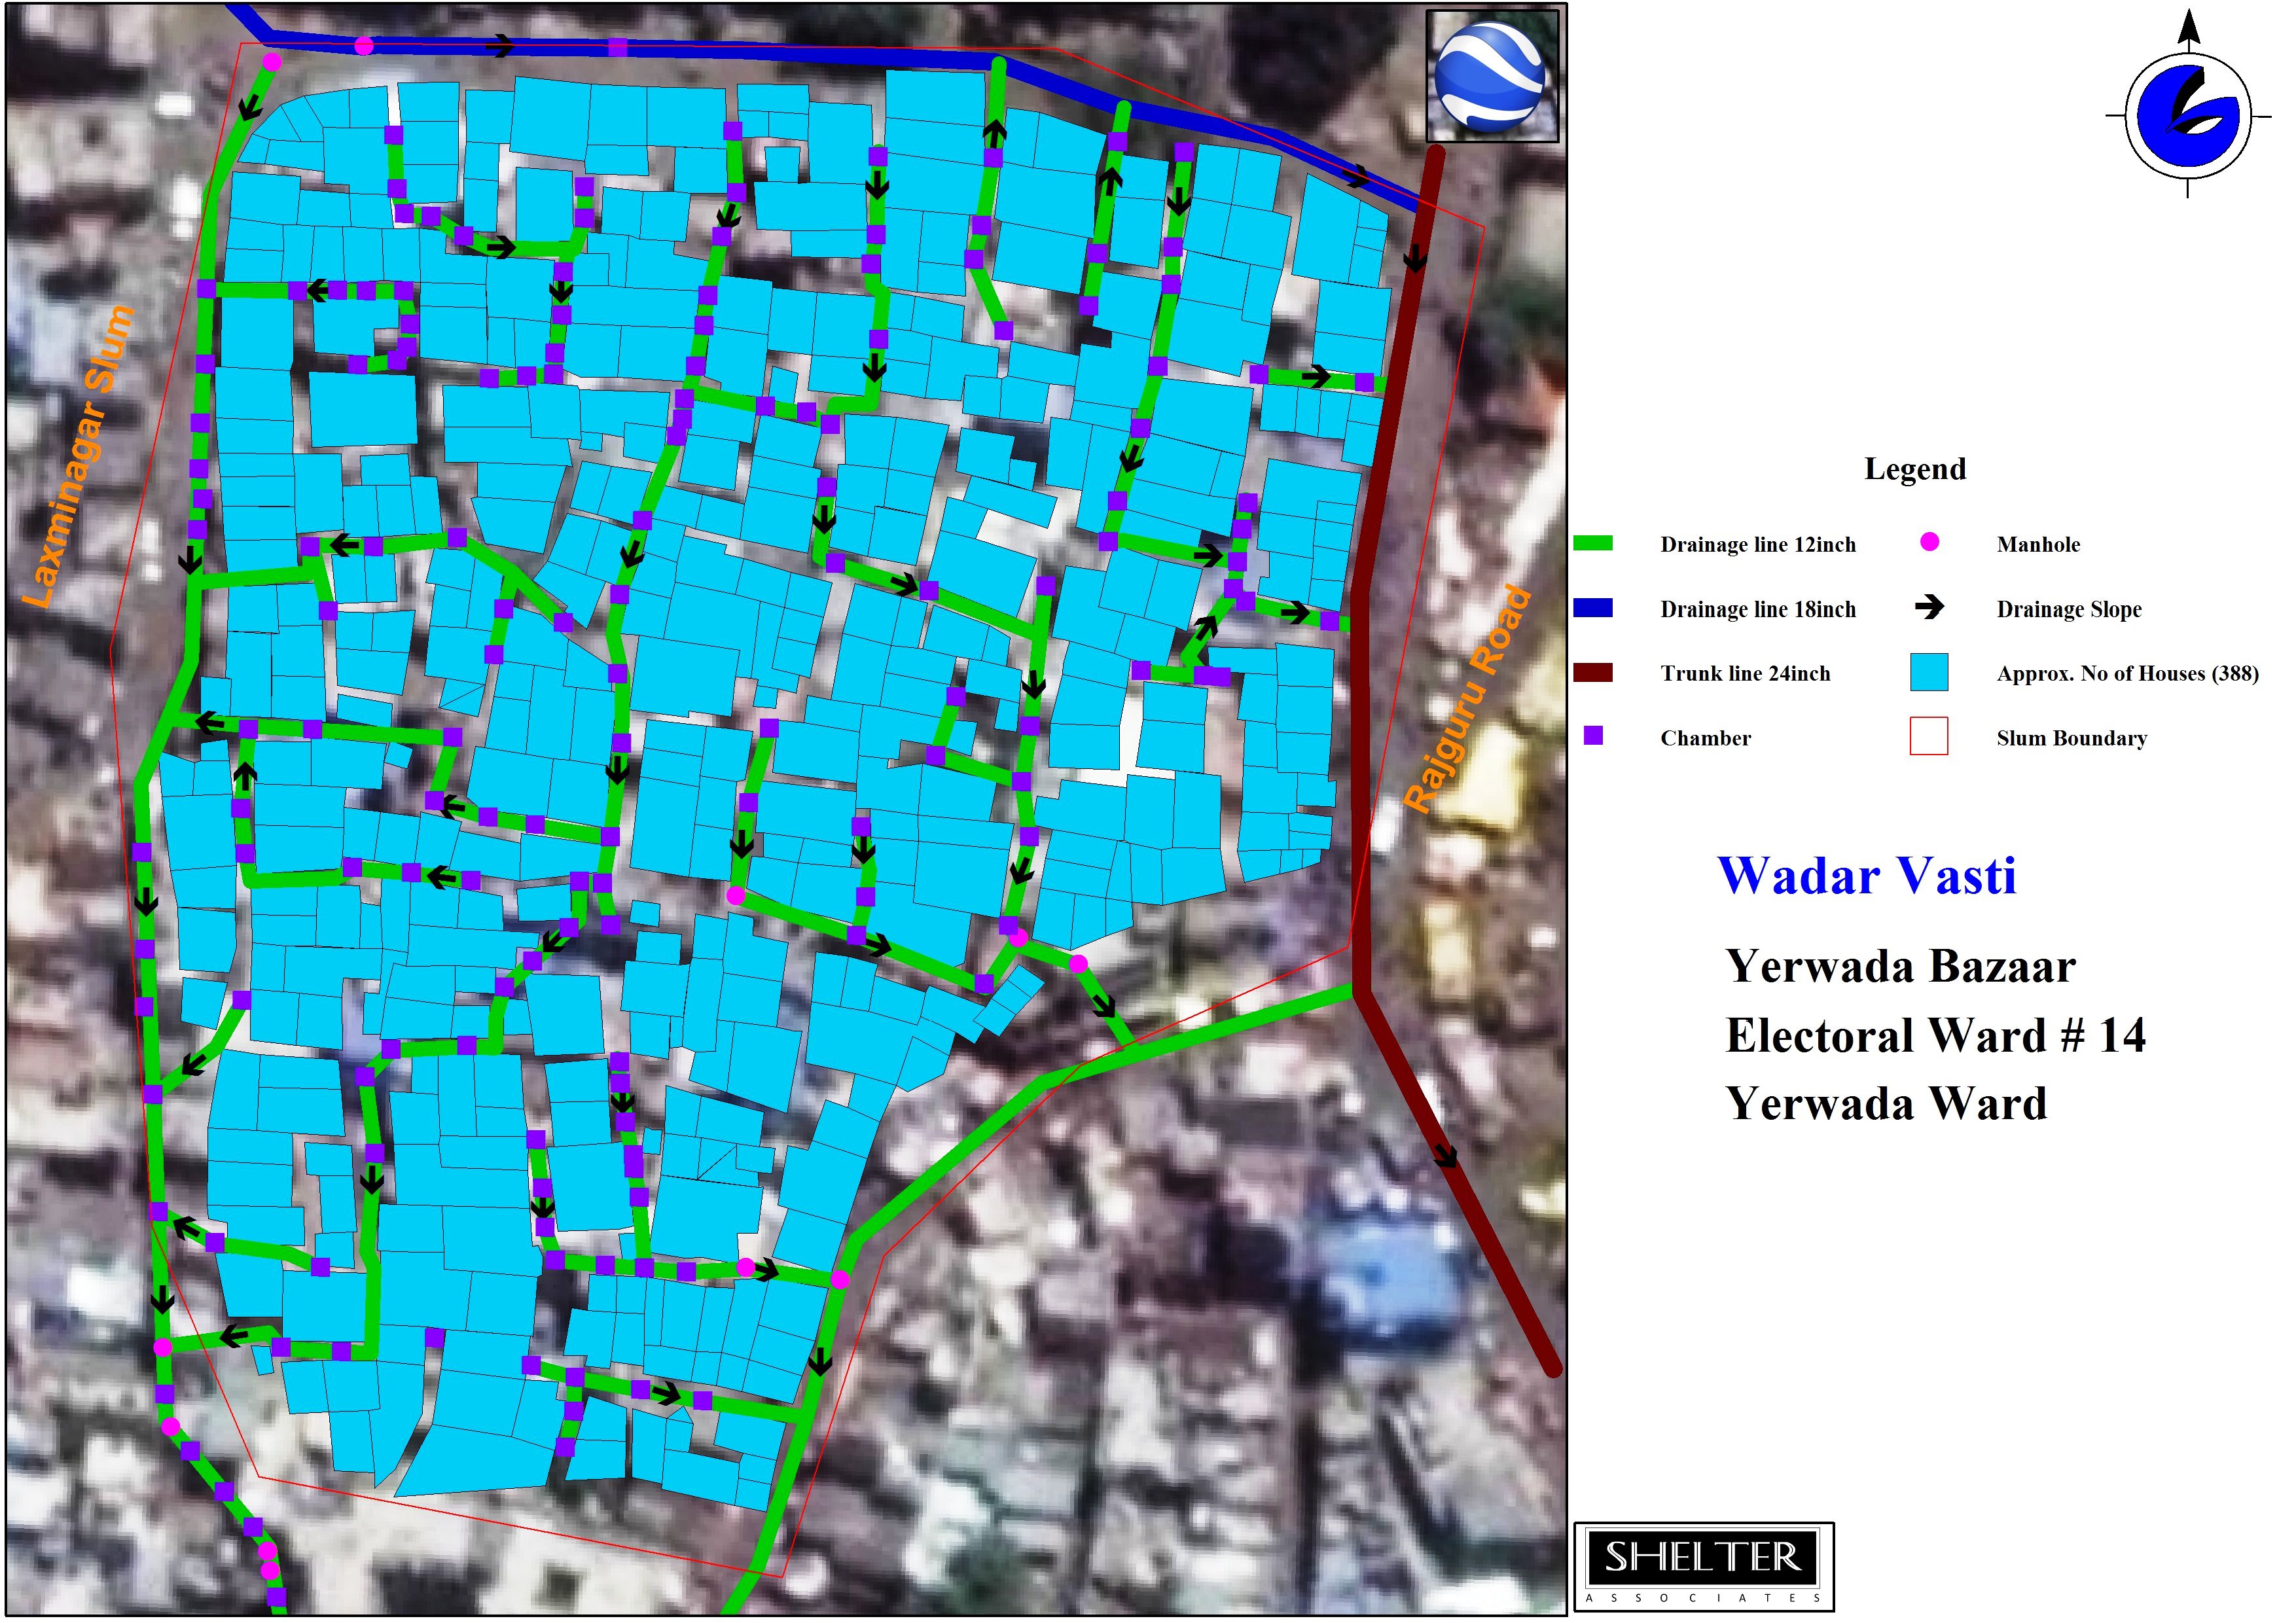 Laxminagar Slum
Rajguru Road
Legend
Drainage line 12inch
Manhole
Drainage line 18inch
Drainage Slope
Trunk line 24inch
Approx. No of Houses (388)
Chamber
Slum Boundary
Wadar Vasti
Yerwada Bazaar
Electoral Ward # 14
Yerwada Ward
SHELTER
ASSOCIATES